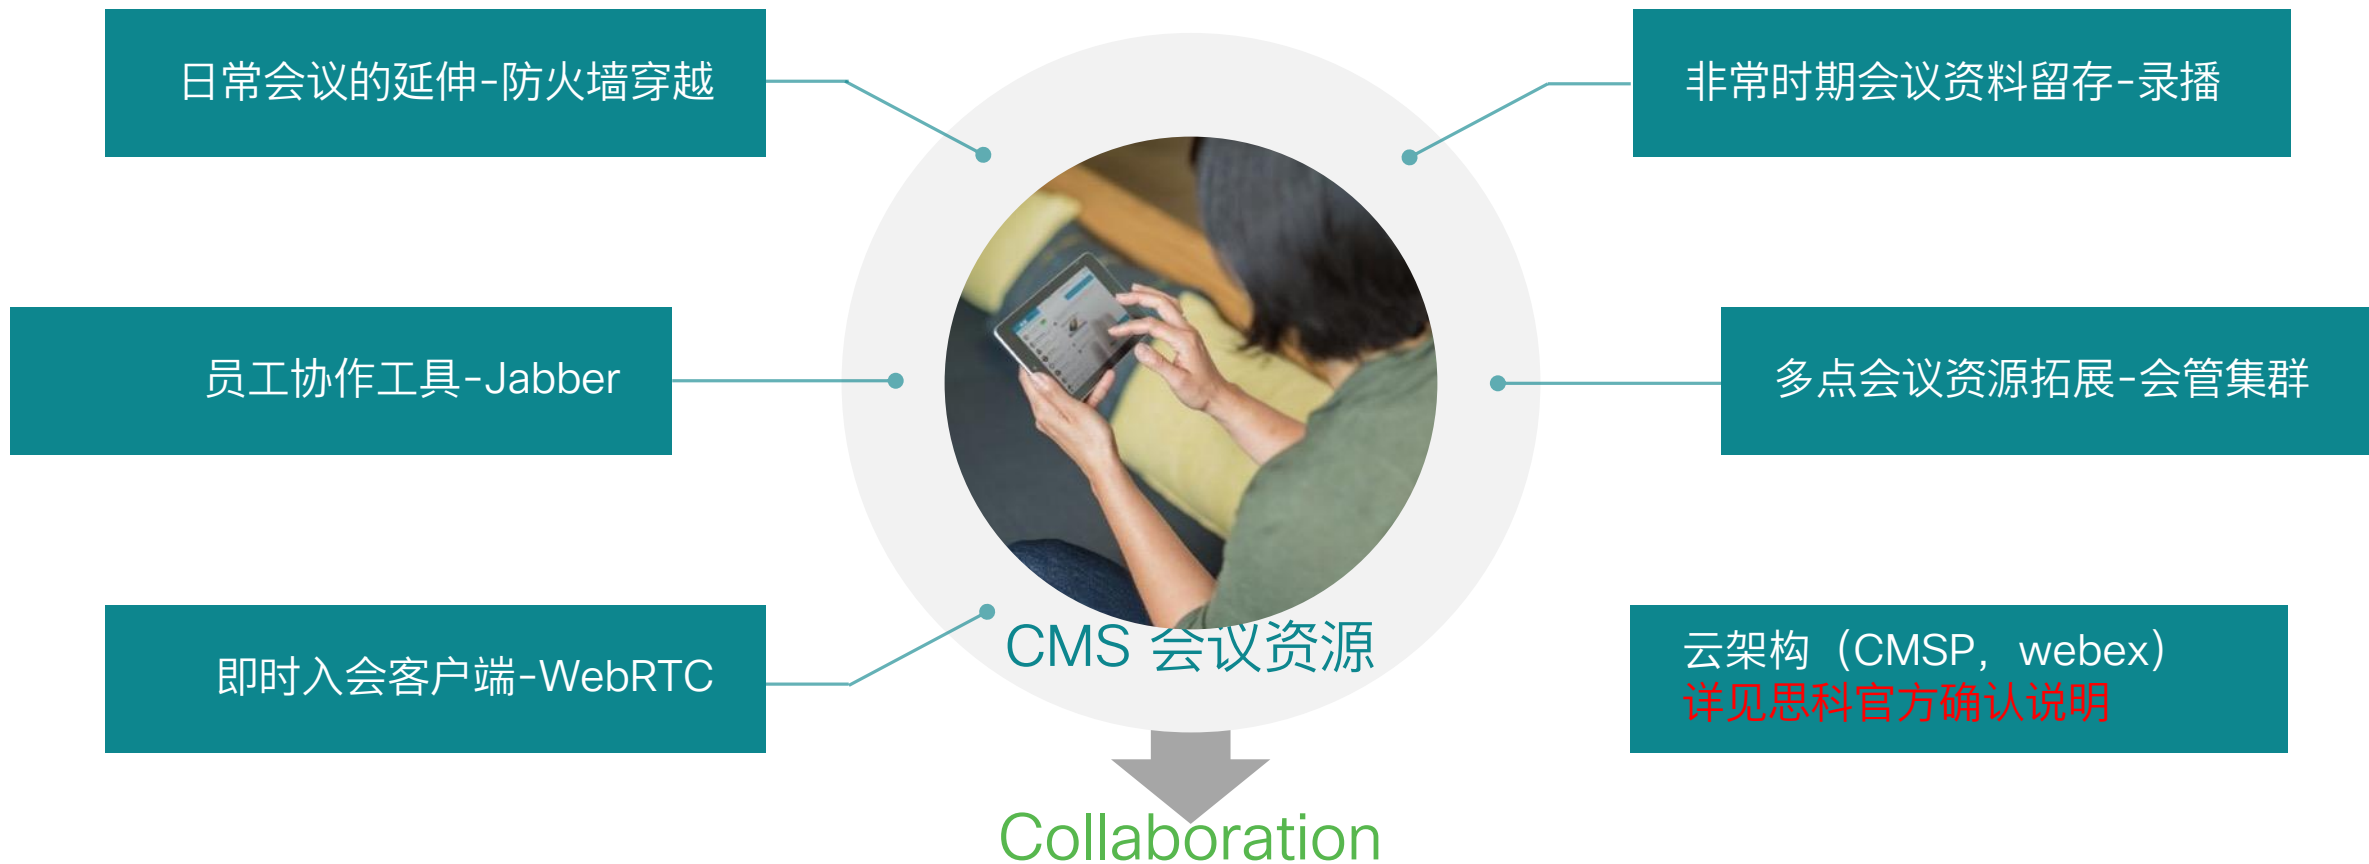 日常会议的延伸-防火墙穿越
非常时期会议资料留存-录播
员工协作工具-Jabber
多点会议资源拓展-会管集群
即时入会客户端-WebRTC
CMS 会议资源
云架构（CMSP，webex）
详见思科官方确认说明
Collaboration